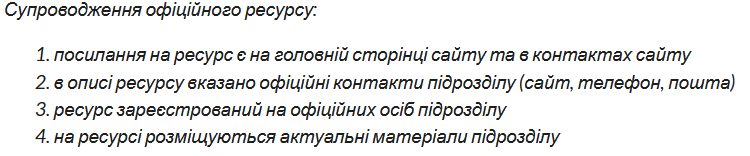 Супроводження офіційного ресурсу:
1. посилання на ресурс є на головній сторінці сайту та в контактах сайту
2. в описі ресурсу вказано офіційні контакти підрозділу (сайт, телефон, пошта)
3. ресурс зареєстрований на офіційних осіб підрозділу
4. на ресурсі розміщуються актуальні матеріали підрозділу